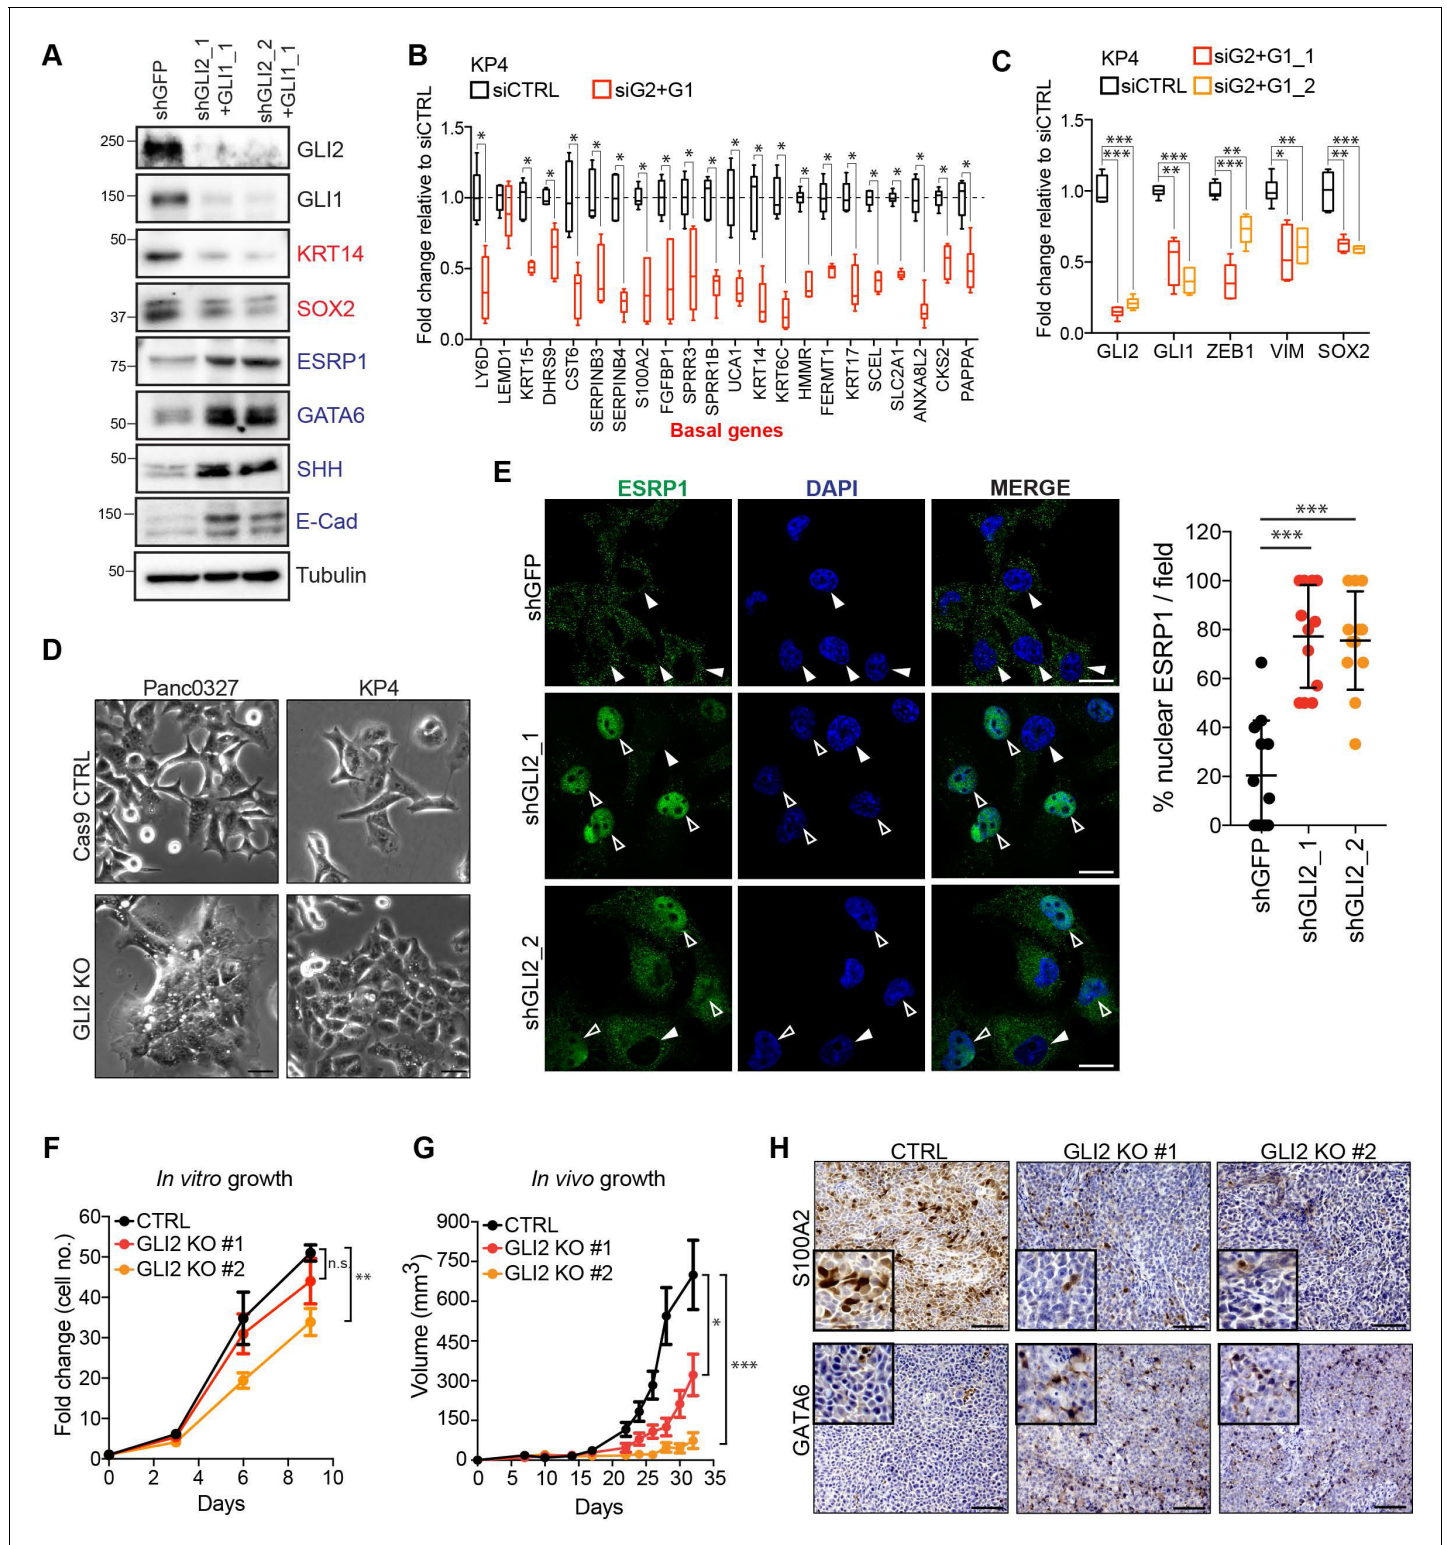 A
shGFP
shGLI2_1
+GLI1_1
shGLI2_2
+GLI1_1
250
GLI2
150
GLI1
50
KRT14
37
SOX2
75
ESRP1
50
GATA6
50
SHH
150
E-Cad
50
Tubulin
B
KP4
siCTRL
siG2+G1
Fold change relative to siCTRL
1.5
1.0
0.5
0.0
* * * * * * * * * * * * * * * * * * * * *
LY6D
LEMD1
KRT15
DHRS9
CST6
SERPINB3
SERPINB4
S100A2
FGFBP1
SPRR3
SPRR1B
UCA1
KRT14
KRT6C
HMMR
FERMT1
KRT17
SCEL
SLC2A1
ANXA8L2
CKS2
PAPPA
Basal genes
C
KP4
siCTRL
siG2+G1_1
siG2+G1_2
Fold change relative to siCTRL
1.5
1.0
0.5
0.0
*** *** ** ** ***
*** ** *** * **
GLI2 GLI1 ZEB1 VIM SOX2
D
Panc0327
KP4
Cas9 CTRL
GLI2 KO
E
ESRP1
DAPI
MERGE
shGFP
shGLI2_1
shGLI2_2
% nuclear ESRP1 / field
120
100
80
60
40
20
0
***
***
shGFP
shGLI2_1
shGLI2_2
F
In vitro growth
CTRL
GLI2 KO #1
GLI2 KO #2
Fold change (cell no.)
60
50
40
30
20
10
0
n.s.
**
0 2 4 6 8 10
Days
G
In vivo growth
CTRL
GLI2 KO #1
GLI2 KO #2
Volume (mm3)
900
750
600
450
300
150
0
*
***
0 5 10 15 20 25 30 35
Days
H
CTRL
GLI2 KO #1
GLI2 KO #2
S100A2
GATA6